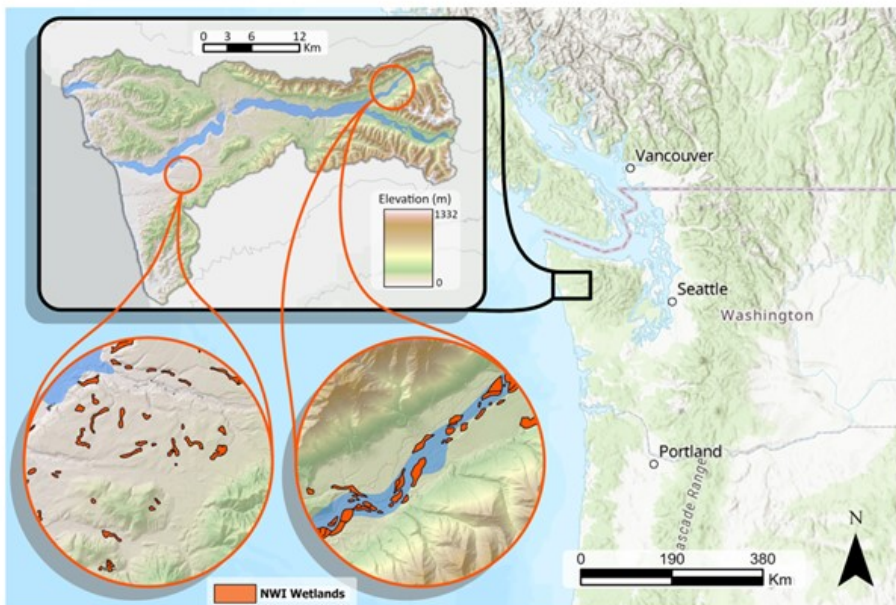 0 3 6 12
Km
Elevation (m)
1332
0
Vancouver
Seattle
Washington
Portland
ascade Range
NWI Wetlands
0 190 380
Km
N